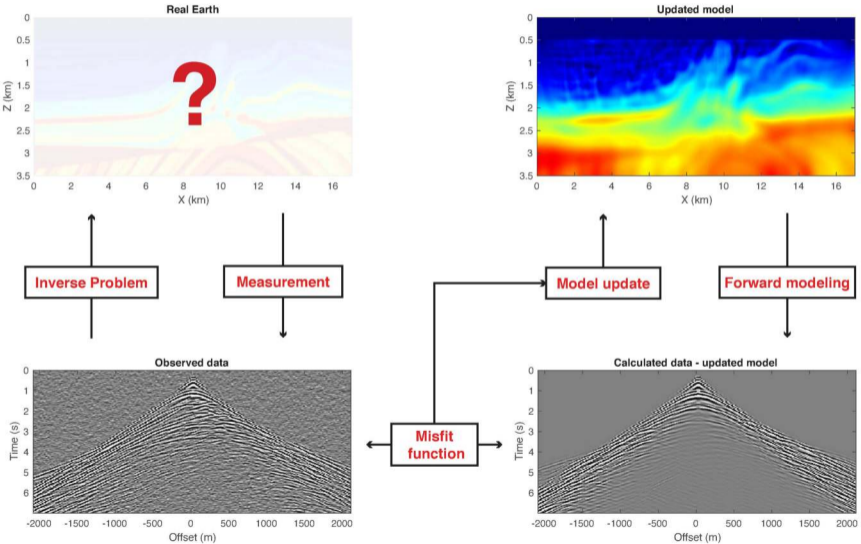 Real Earth
Updated model
0
0.5
1
1.5
2
2.5
3
3.5
Z (km)
?
0 2 4 6 8 10 12 14 16
X (km)
0
0.5
1
1.5
2
2.5
3
3.5
Z (km)
0 2 4 6 8 10 12 14 16
X (km)
Inverse Problem
Measurement
Model update
Forward modeling
Observed data
Calculated data - updated model
0
1
2
3
4
5
6
Time (s)
-2000 -1500 -1000 -500 0 500 1000 1500 2000
Offset (m)
Misfit
function
0
1
2
3
4
5
6
Time (s)
-2000 -1500 -1000 -500 0 500 1000 1500 2000
Offset (m)